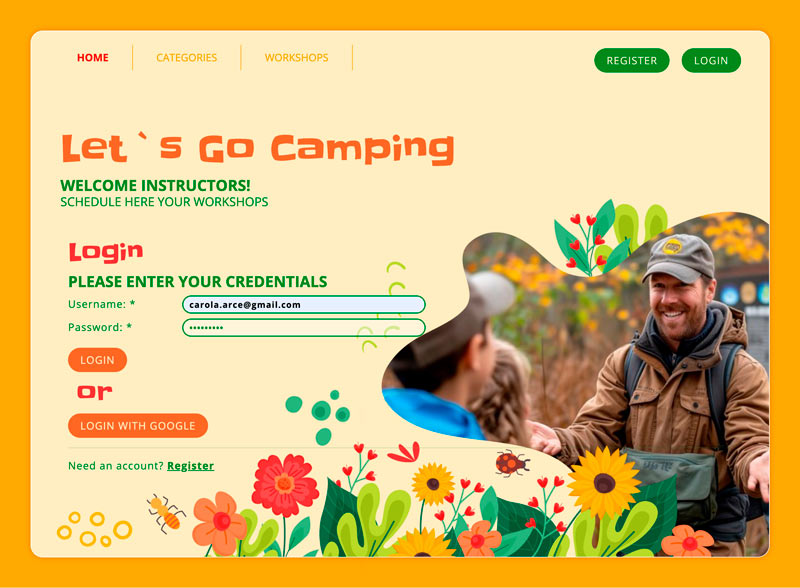 HOME CATEGORIES WORKSHOPS REGISTER LOGIN
Let`s Go Camping
WELCOME INSTRUCTORS!
SCHEDULE HERE YOUR WORKSHOPS
Login
PLEASE ENTER YOUR CREDENTIALS
Username: * carola.arce@gmail.com
Password: * •••••••••
LOGIN
or
LOGIN WITH GOOGLE
Need an account? Register